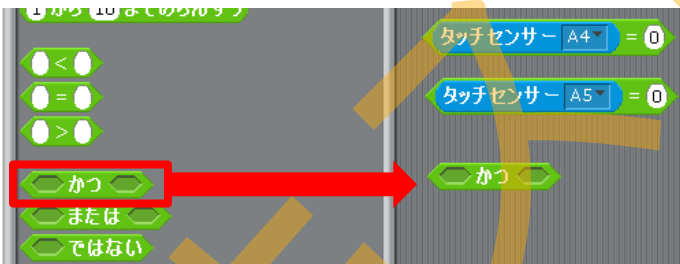 1 から 10 までのらんすう
<
=
>
かつ
または
ではない
タッチセンサー A4 = 0
タッチセンサー A5 = 0
かつ